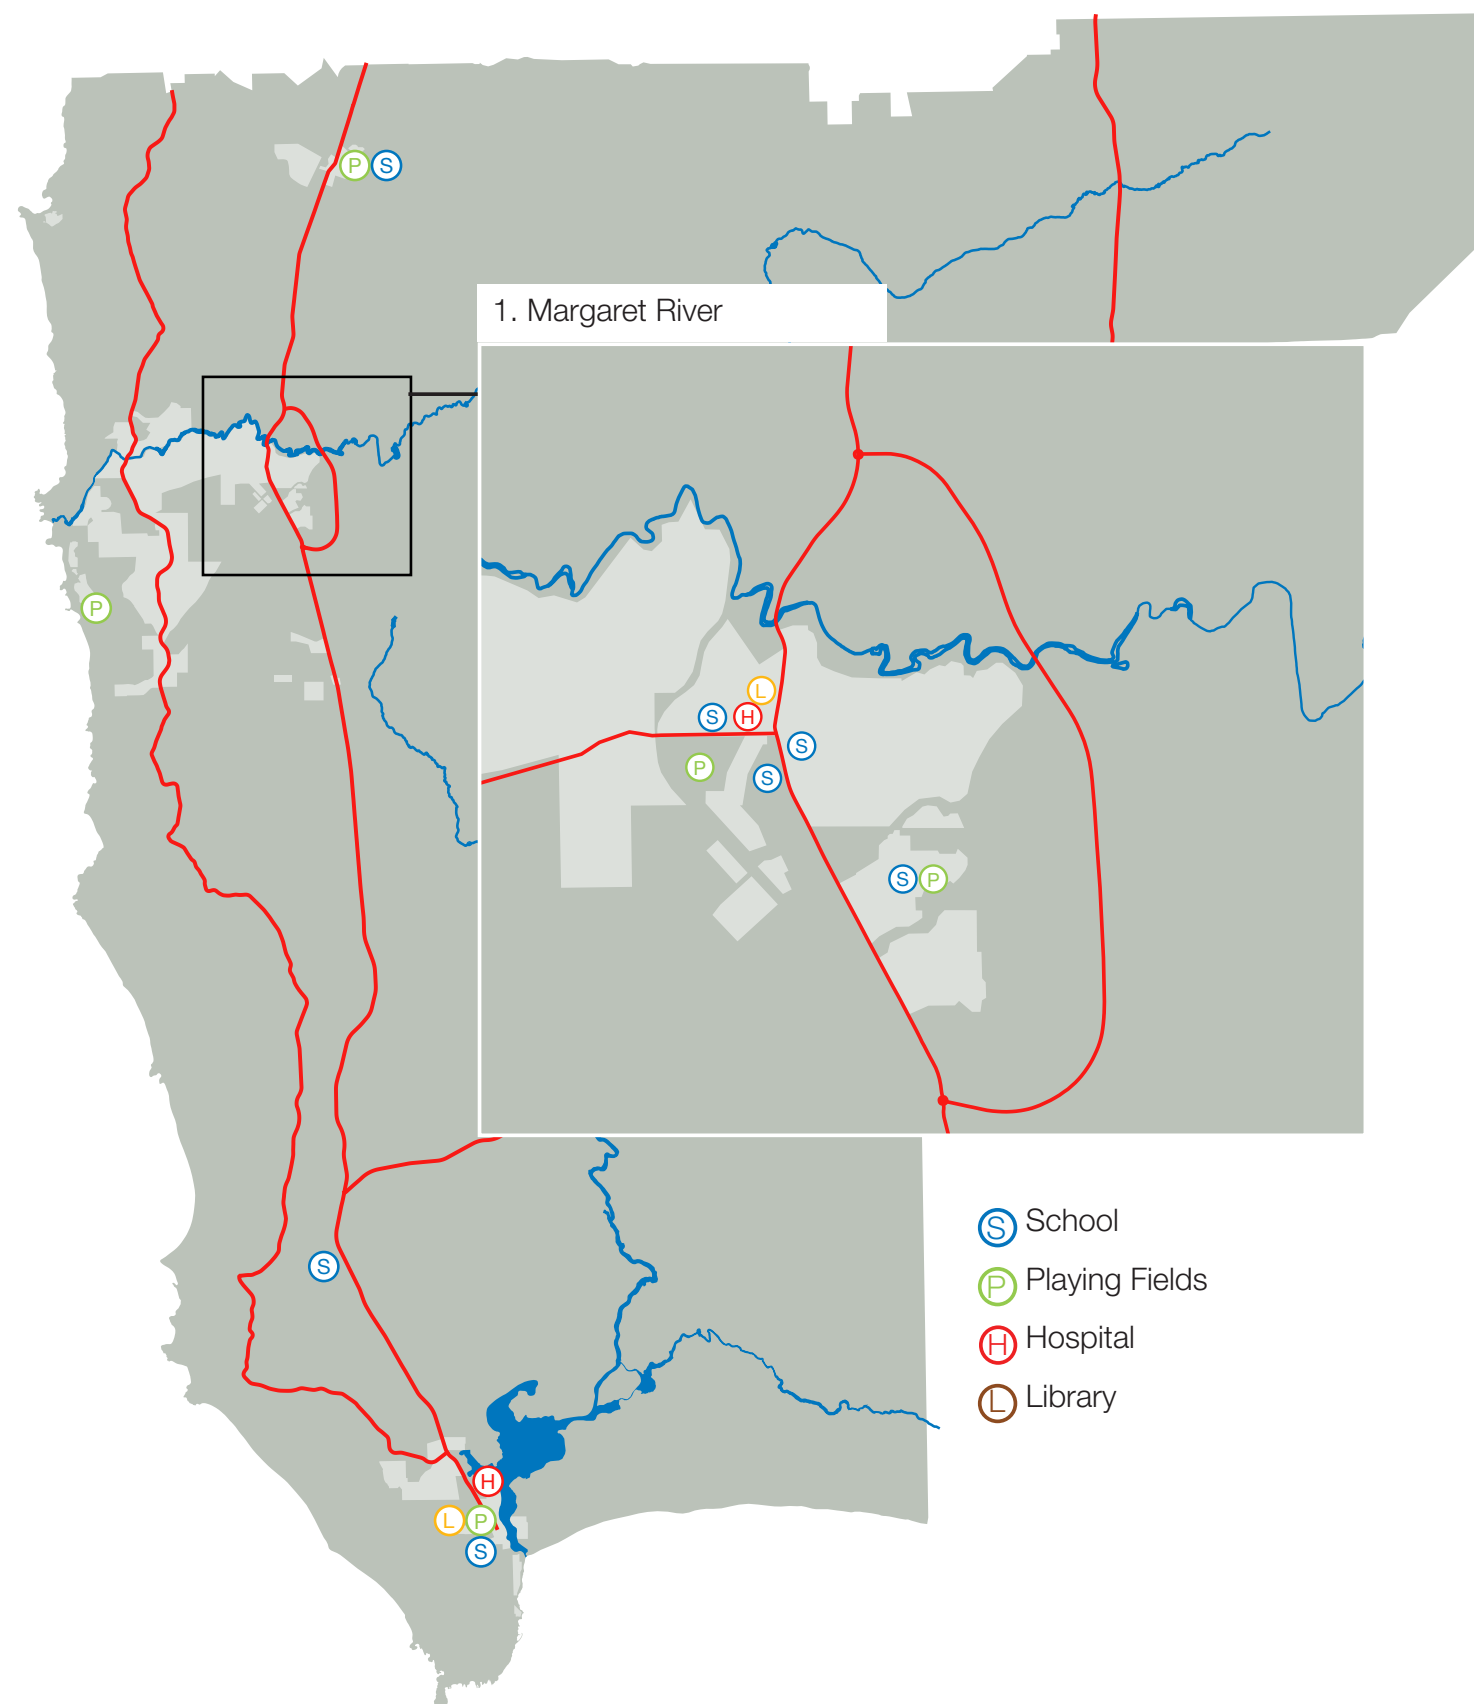 P S
1. Margaret River
P
L
S H
S
P
S
S P
S School
P Playing Fields
S
H Hospital
L Library
H
L P
S